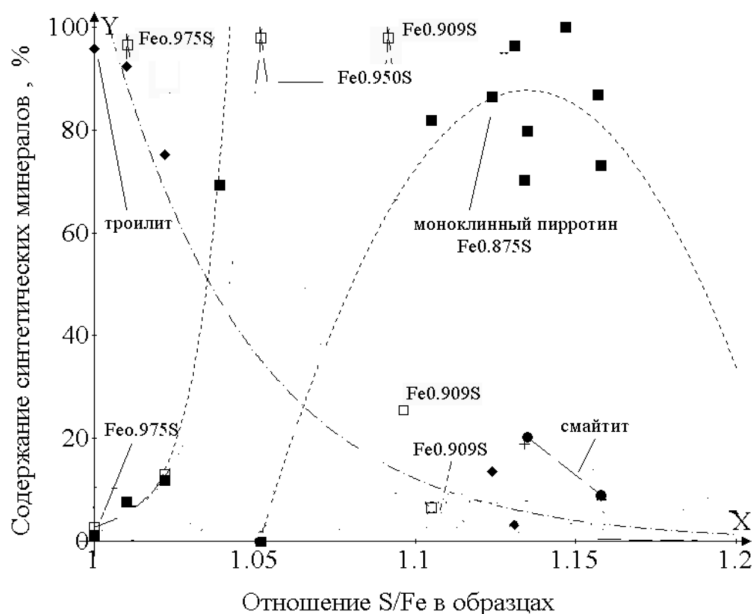 Y
100
80
60
40
20
0
Содержание синтетических минералов , %
Feo.975S
Fe0.909S
Fe0.950S
троилит
моноклинный пирротин
Fe0.875S
Fe0.909S
Feo.975S
Fe0.909S
смайтит
X
1
1.05
1.1
1.15
1.2
Отношение S/Fe в образцах